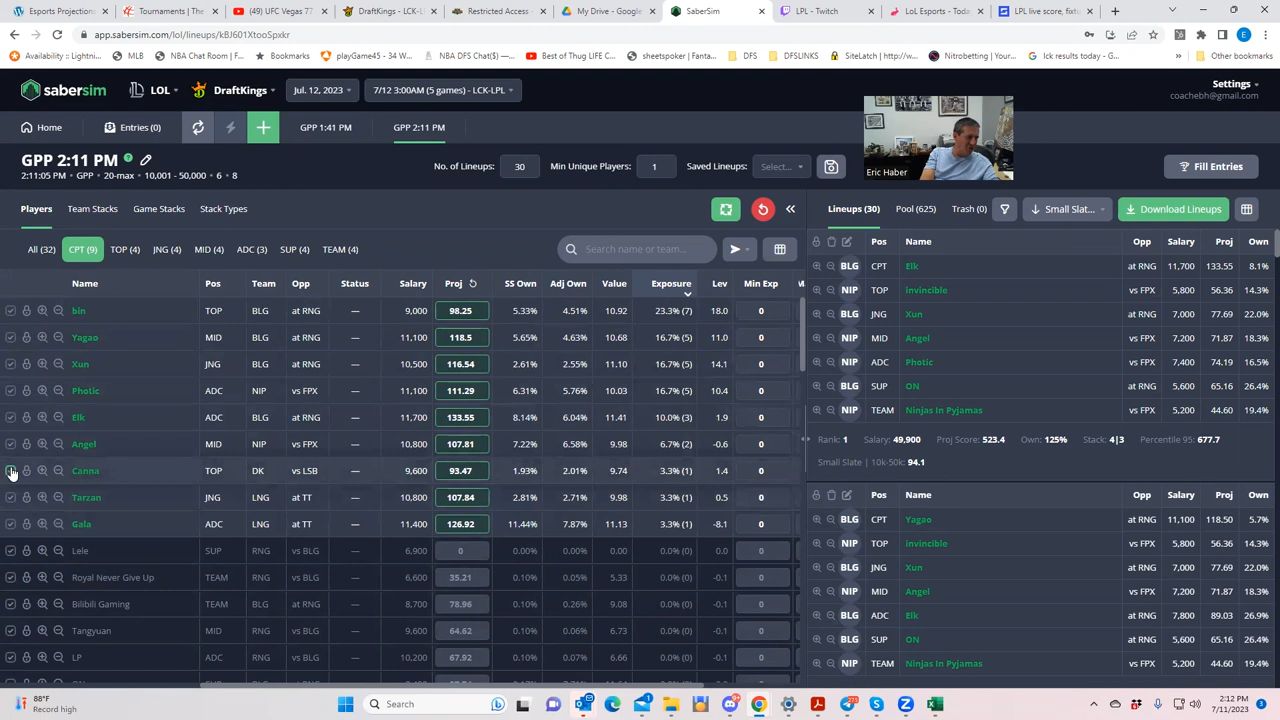 Esports Projections
Tournaments | The
(49) UFC Vegas 77
DraftKings - LCK-L
Restricted Access
My Drive - Google
SaberSim
LPL - Twitch
LoL Esports - Toda
LPL live score, fixt
app.sabersim.com/lol/lineups/kBJ601XtooSpxkr
Availability :: Lightnin...
MLB
NBA Chat Room | F...
Bookmarks
playGame45 - 34 ...
NBA DFS Chat($) -...
sheetspoker | Stakin...
Best of Thug LIFE C...
DFS
DFSLINKS
SiteLatch (http://w...
Nitrobetting | Your...
lck results today - G...
sabersim
LOL
DraftKings
Jul. 12, 2023
7/12 3:00AM (5 games) - LCK-LPL
Settings
coachebh@gmail.com
Home
Entries (0)
GPP 1:41 PM
GPP 2:11 PM
Eric Haber
GPP 2:11 PM
2:11:05 PM • GPP • 20-max • 10,001 - 50,000 • 6 • 8
No. of Lineups: 30
Min Unique Players: 1
Saved Lineups: Select...
Fill Entries
Players
Team Stacks
Game Stacks
Stack Types
Lineups (30)
Pool (625)
Trash (0)
Small Slat...
Download Lineups
All (32)
CPT (9)
TOP (4)
JNG (4)
MID (4)
ADC (3)
SUP (4)
TEAM (4)
Search name or team...
Name Pos Team Opp Status Salary Proj SS Own Adj Own Value Exposure Lev Min Exp
bin TOP BLG at RNG — 9,000 98.25 5.33% 4.51% 10.92 23.3% (7) 18.0 0
Yagao MID BLG at RNG — 11,100 118.5 5.65% 4.63% 10.68 16.7% (5) 11.0 0
Xun JNG BLG at RNG — 10,500 116.54 2.61% 2.55% 11.10 16.7% (5) 14.1 0
Photic ADC NIP vs FPX — 11,100 111.29 6.31% 5.76% 10.03 16.7% (5) 10.4 0
Elk ADC BLG at RNG — 11,700 133.55 8.14% 6.04% 11.41 10.0% (3) 1.9 0
Angel MID NIP vs FPX — 10,800 107.81 7.22% 6.58% 9.98 6.7% (2) -0.6 0
Canna TOP DK vs LSB — 9,600 93.47 1.93% 2.01% 9.74 3.3% (1) 1.4 0
Tarzan JNG LNG at TT — 10,800 107.84 2.81% 2.71% 9.98 3.3% (1) 0.5 0
Gala ADC LNG at TT — 11,400 126.92 11.44% 7.87% 11.13 3.3% (1) -8.1 0
Lele SUP RNG vs BLG — 6,900 0 0.00% 0.00% 0.00 0.0% (0) 0.0 0
Royal Never Give Up TEAM RNG vs BLG — 6,600 35.21 0.10% 0.05% 5.33 0.0% (0) -0.1 0
Bilibili Gaming TEAM BLG at RNG — 8,700 78.96 0.10% 0.26% 9.08 0.0% (0) -0.1 0
Tangyuan MID RNG vs BLG — 9,600 64.62 0.10% 0.06% 6.73 0.0% (0) -0.1 0
LP ADC RNG vs BLG — 10,200 67.92 0.10% 0.08% 6.66 0.0% (0) -0.1 0
Pos Name Opp Salary Proj Own
BLG CPT Elk at RNG 11,700 133.55 8.1%
NIP TOP invincible vs FPX 5,800 56.36 14.3%
BLG JNG Xun at RNG 7,000 77.69 22.0%
NIP MID Angel vs FPX 7,200 71.87 18.3%
NIP ADC Photic vs FPX 7,400 74.19 16.5%
BLG SUP ON at RNG 5,600 65.16 26.4%
NIP TEAM Ninjas In Pyjamas vs FPX 5,200 44.60 19.4%
Rank: 1 Salary: 49,900 Proj Score: 523.4 Own: 125% Stack: 4|3 Percentile 95: 677.7
Small Slate | 10k-50k: 94.1
Pos Name Opp Salary Proj Own
BLG CPT Yagao at RNG 11,100 118.50 5.7%
NIP TOP invincible vs FPX 5,800 56.36 14.3%
BLG JNG Xun at RNG 7,000 77.69 22.0%
NIP MID Angel vs FPX 7,200 71.87 18.3%
BLG ADC Elk at RNG 7,800 89.03 26.9%
BLG SUP ON at RNG 5,600 65.16 26.4%
NIP TEAM Ninjas In Pyjamas vs FPX 5,200 44.60 19.4%
88°F
Record high
Search
2:12 PM
7/11/2023